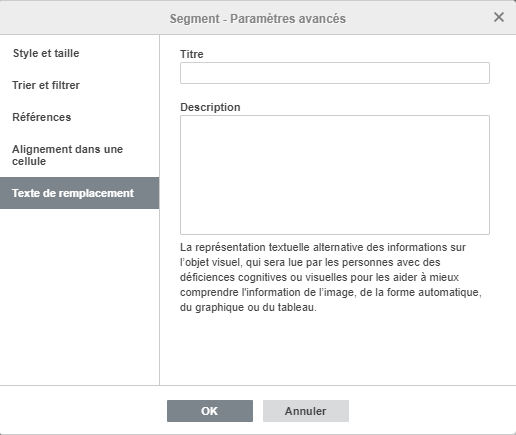 Segment - Paramètres avancés
Style et taille
Trier et filtrer
Références
Alignement dans une
cellule
Texte de remplacement
Titre
Description
La représentation textuelle alternative des informations sur
l'objet visuel, qui sera lue par les personnes avec des
déficiences cognitives ou visuelles pour les aider à mieux
comprendre l'information de l'image, de la forme automatique,
du graphique ou du tableau.
OK
Annuler